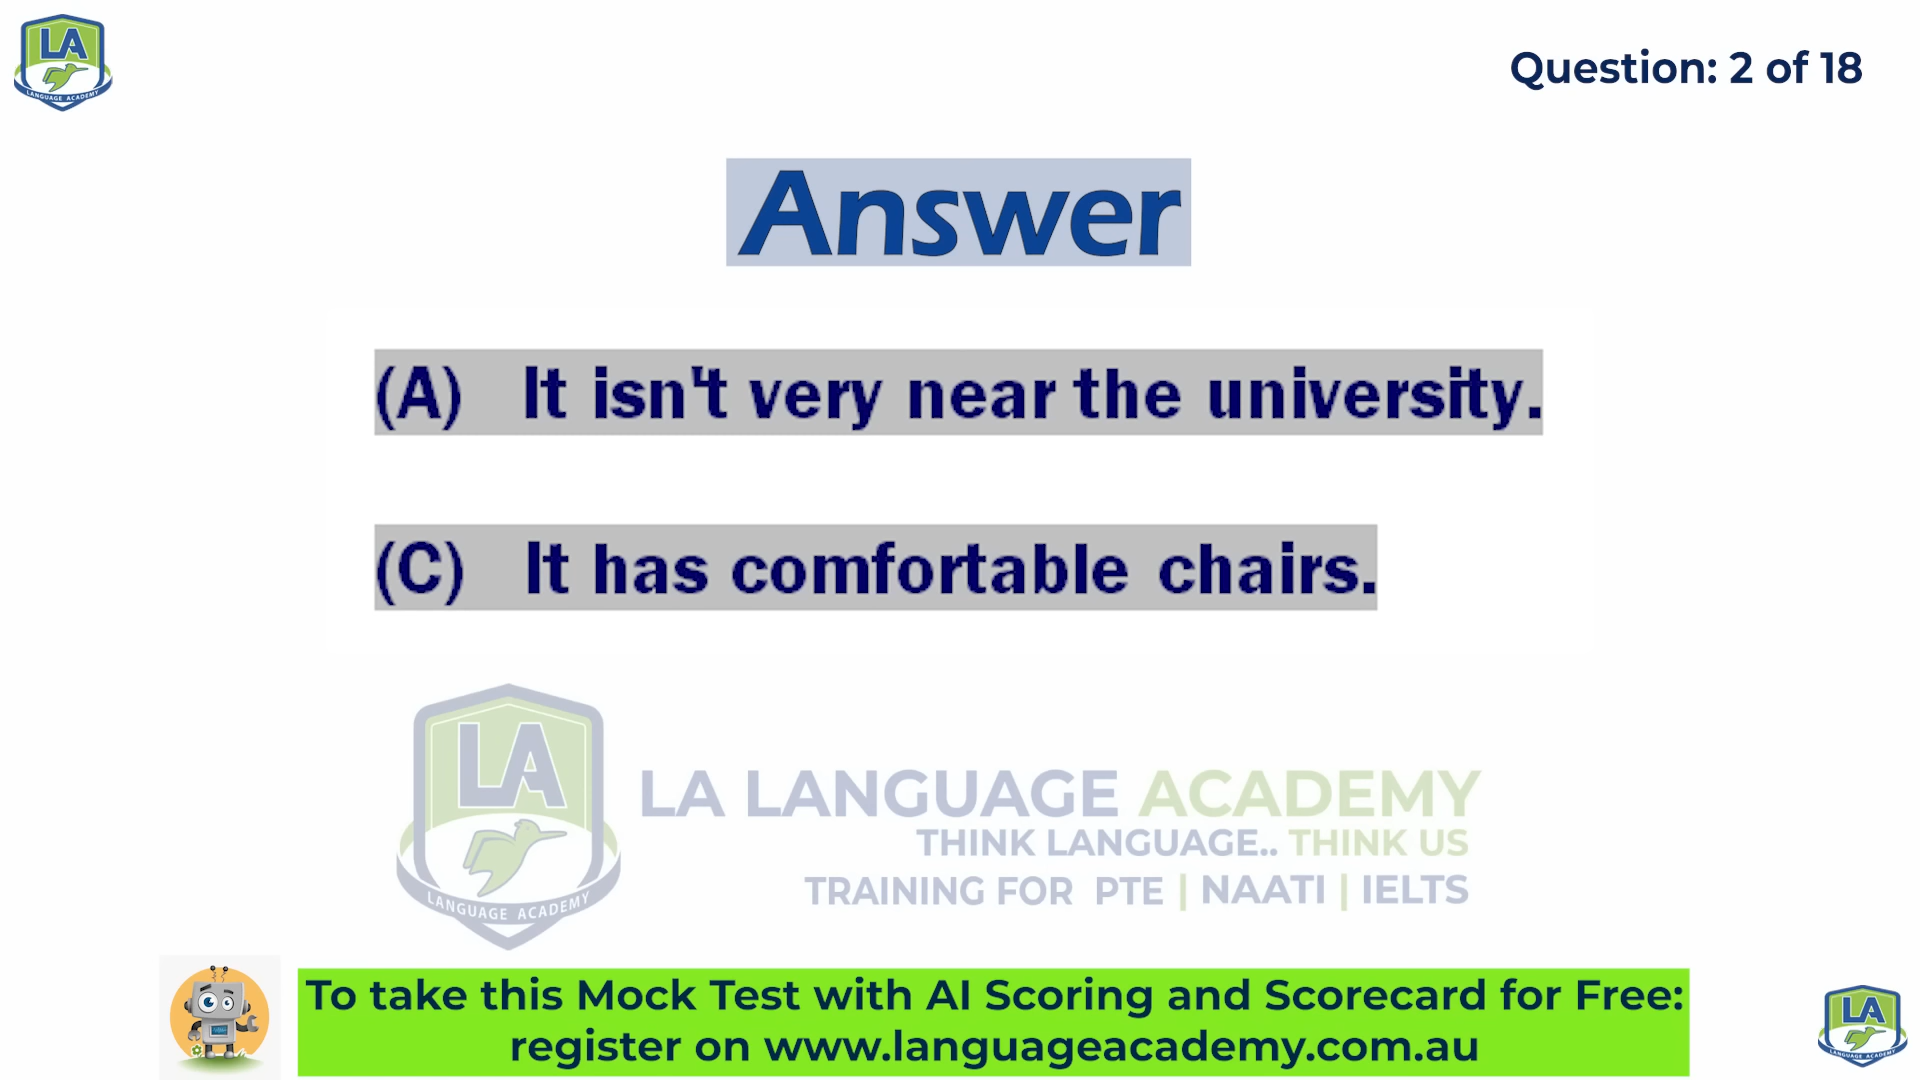 LA
LANGUAGE ACADEMY
Question: 2 of 18
Answer
(A) It isn't very near the university.
(C) It has comfortable chairs.
LA
LANGUAGE ACADEMY
LA LANGUAGE ACADEMY
THINK LANGUAGE.. THINK US
TRAINING FOR PTE | NAATI | IELTS
To take this Mock Test with AI Scoring and Scorecard for Free:
register on www.languageacademy.com.au
LA
LANGUAGE ACADEMY